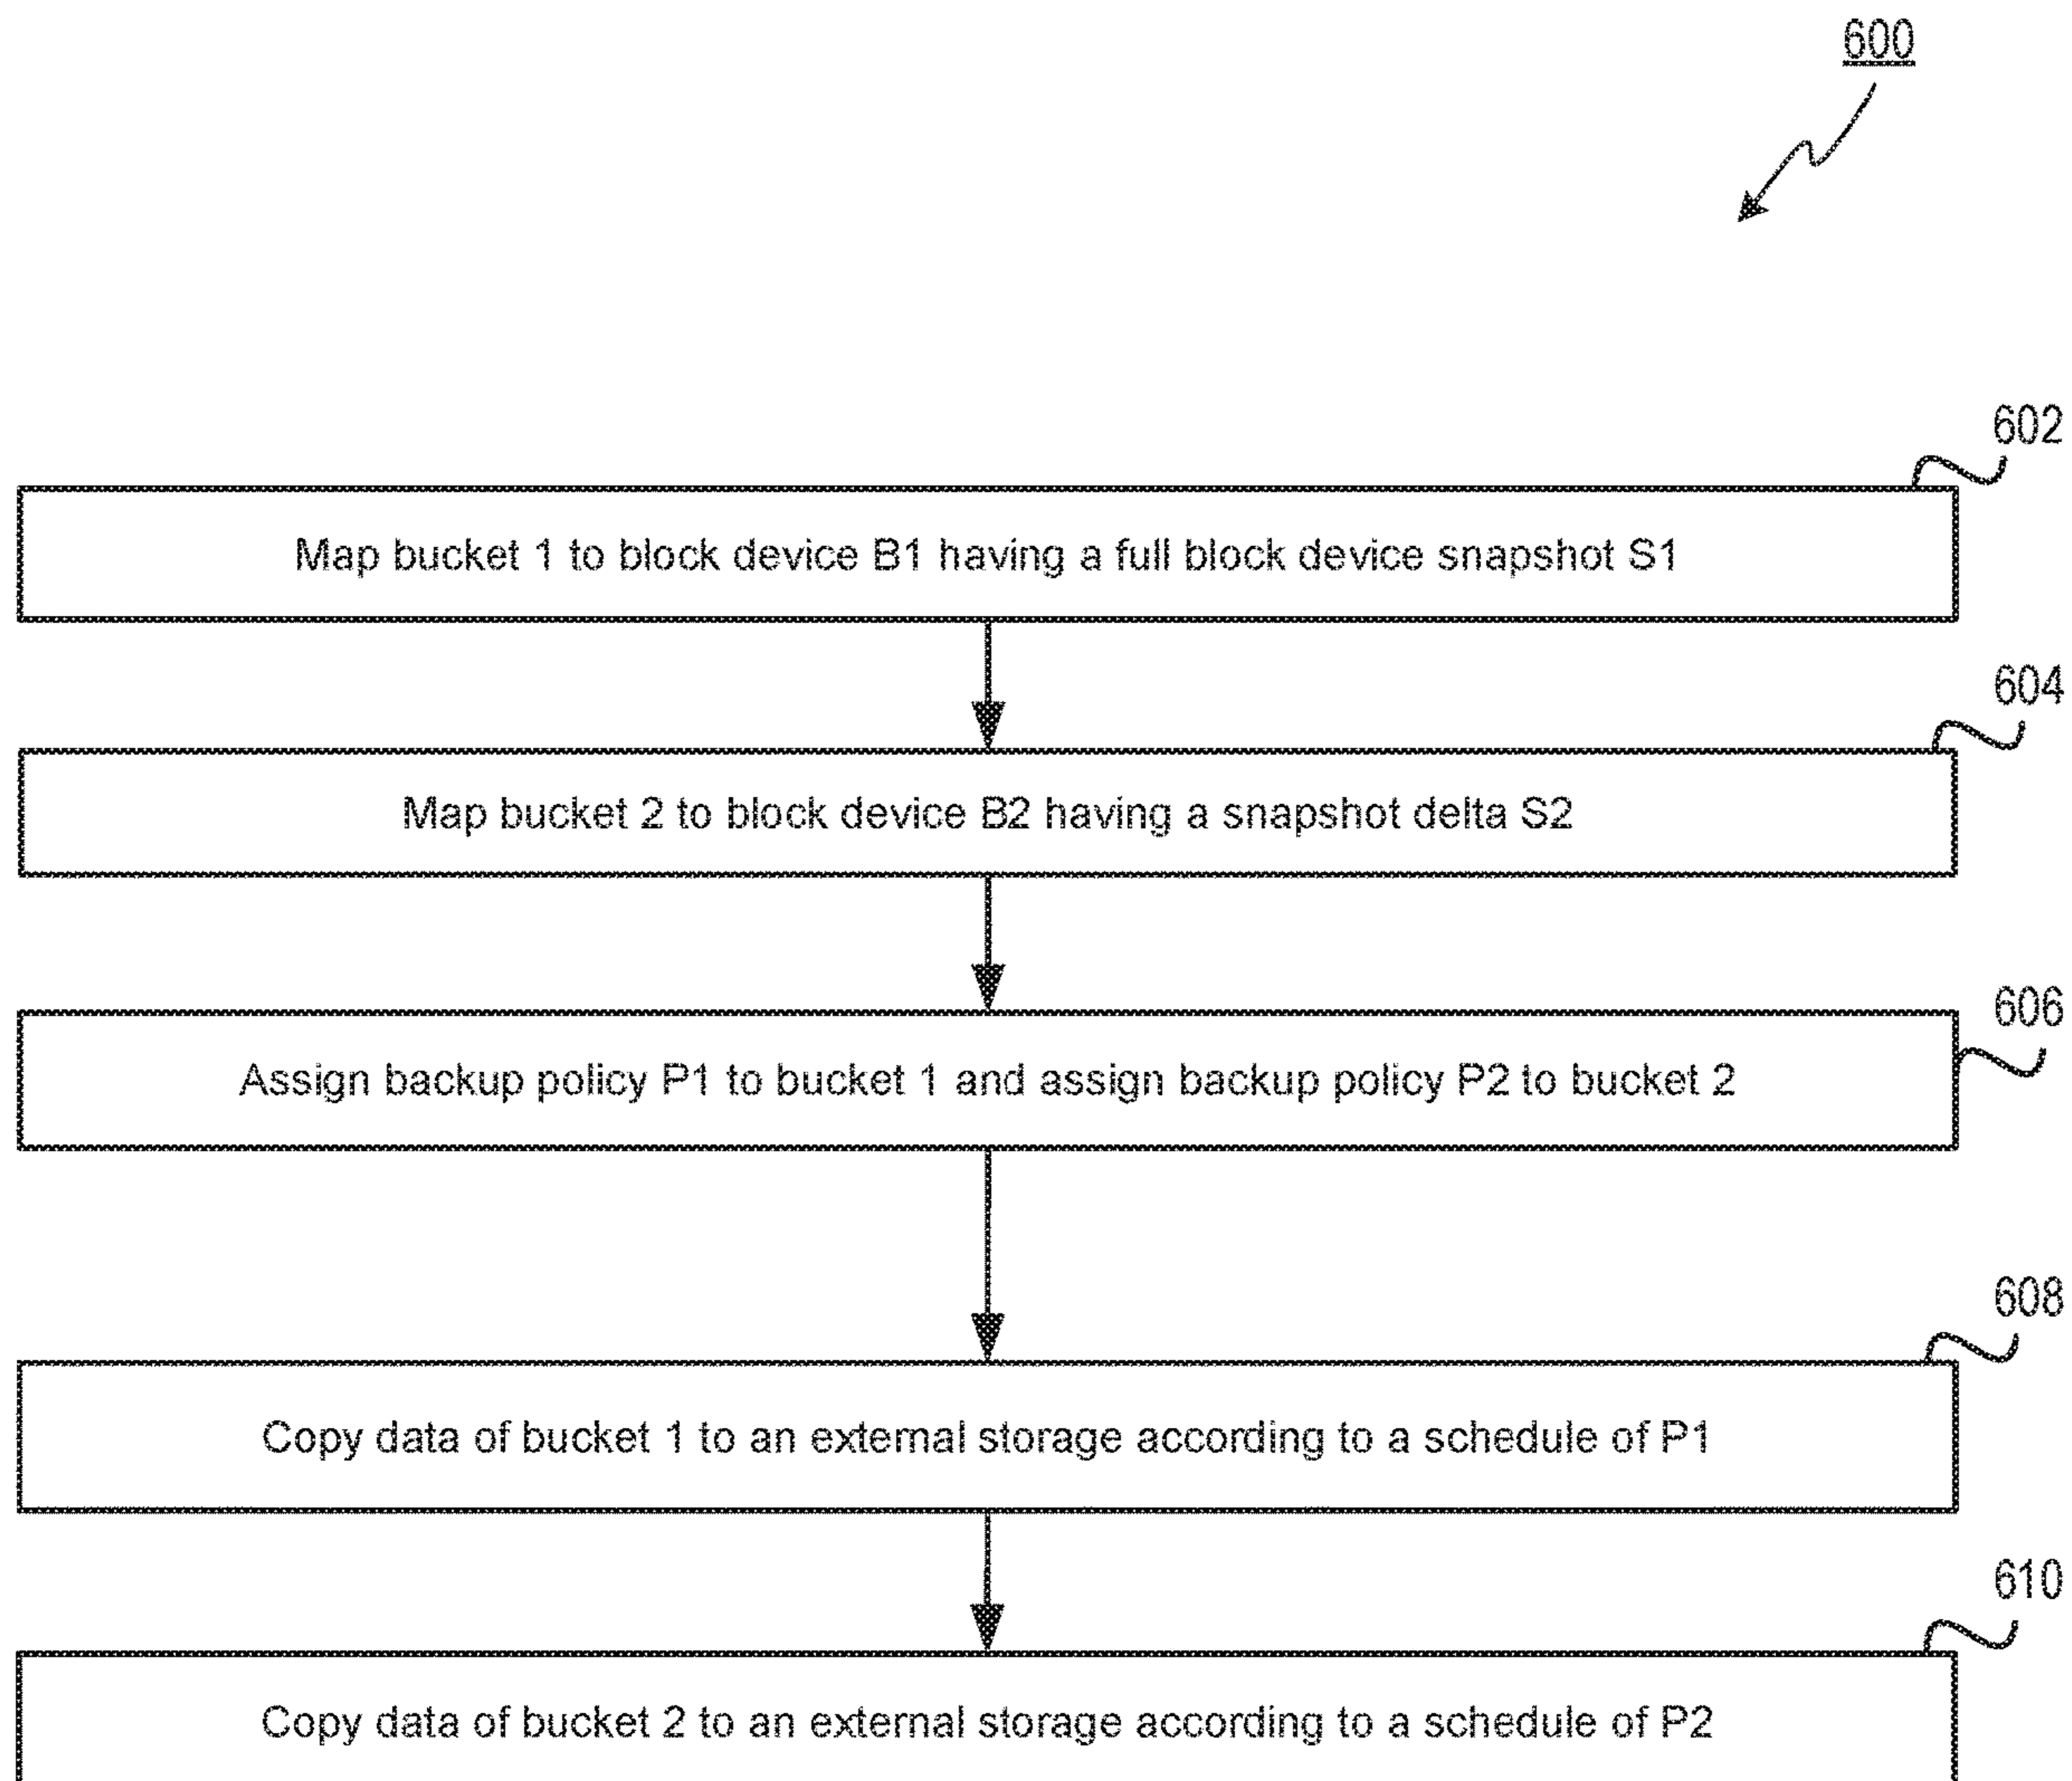 600
602
Map bucket 1 to block device B1 having a full block device snapshot S1
604
Map bucket 2 to block device B2 having a snapshot delta S2
606
Assign backup policy P1 to bucket 1 and assign backup policy P2 to bucket 2
608
Copy data of bucket 1 to an external storage according to a schedule of P1
610
Copy data of bucket 2 to an external storage according to a schedule of P2